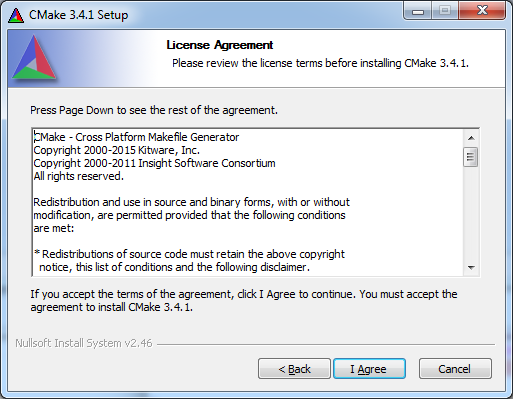 CMake 3.4.1 Setup
License Agreement
Please review the license terms before installing CMake 3.4.1.
Press Page Down to see the rest of the agreement.
CMake - Cross Platform Makefile Generator
Copyright 2000-2015 Kitware, Inc.
Copyright 2000-2011 Insight Software Consortium
All rights reserved.
Redistribution and use in source and binary forms, with or without
modification, are permitted provided that the following conditions
are met:
* Redistributions of source code must retain the above copyright
notice, this list of conditions and the following disclaimer.
If you accept the terms of the agreement, click I Agree to continue. You must accept the
agreement to install CMake 3.4.1.
Nullsoft Install System v2.46
< Back
I Agree
Cancel